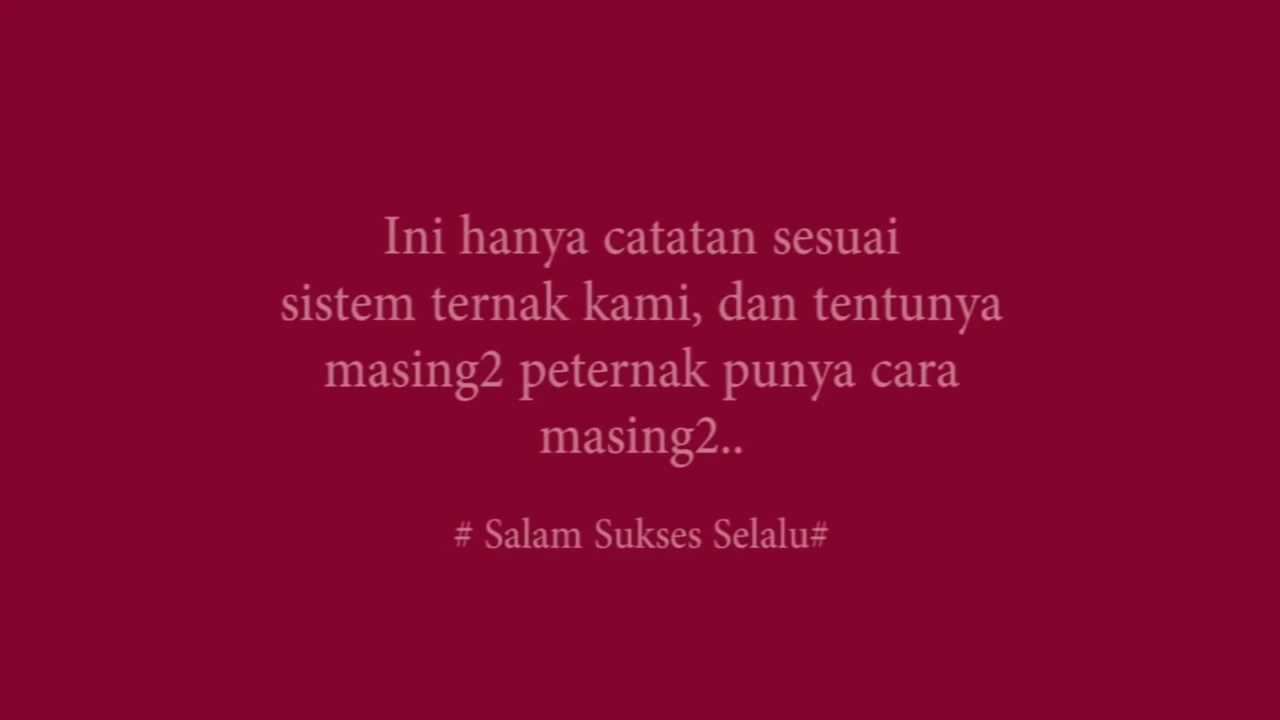 Ini hanya catatan sesuai
sistem ternak kami, dan tentunya
masing2 peternak punya cara
masing2..
# Salam Sukses Selalu#